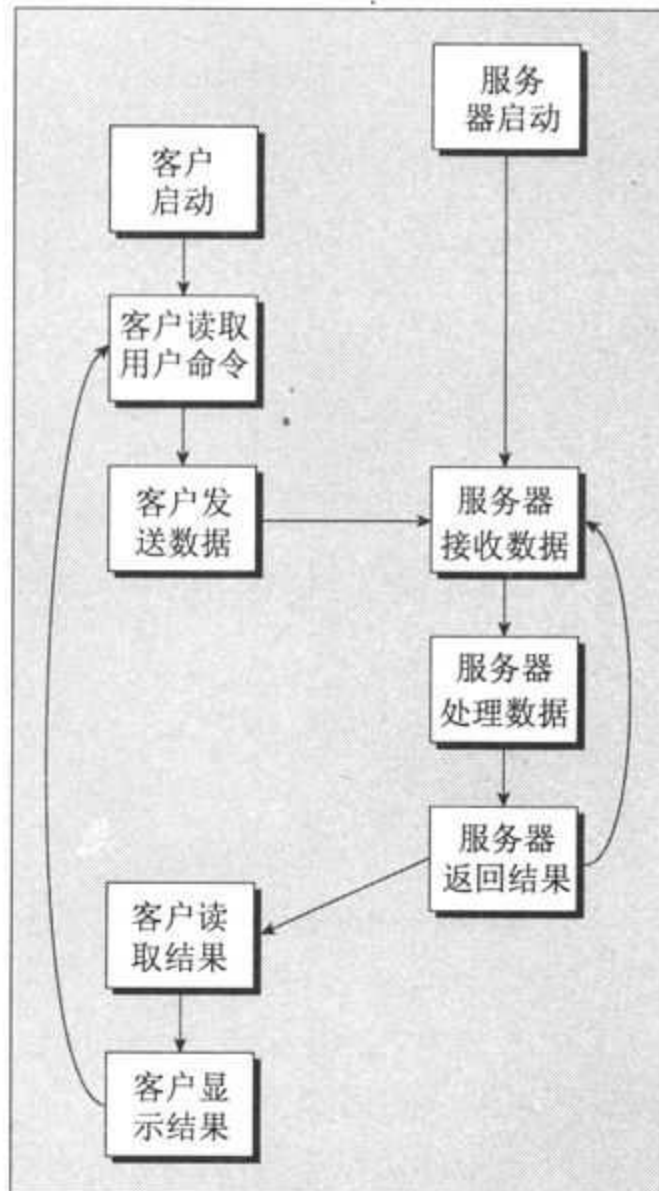 服务
器启动
客户
启动
客户读取
用户命令
客户发
送数据
服务器
接收数据
服务器
处理数据
服务器
返回结果
客户读
取结果
客户显
示结果